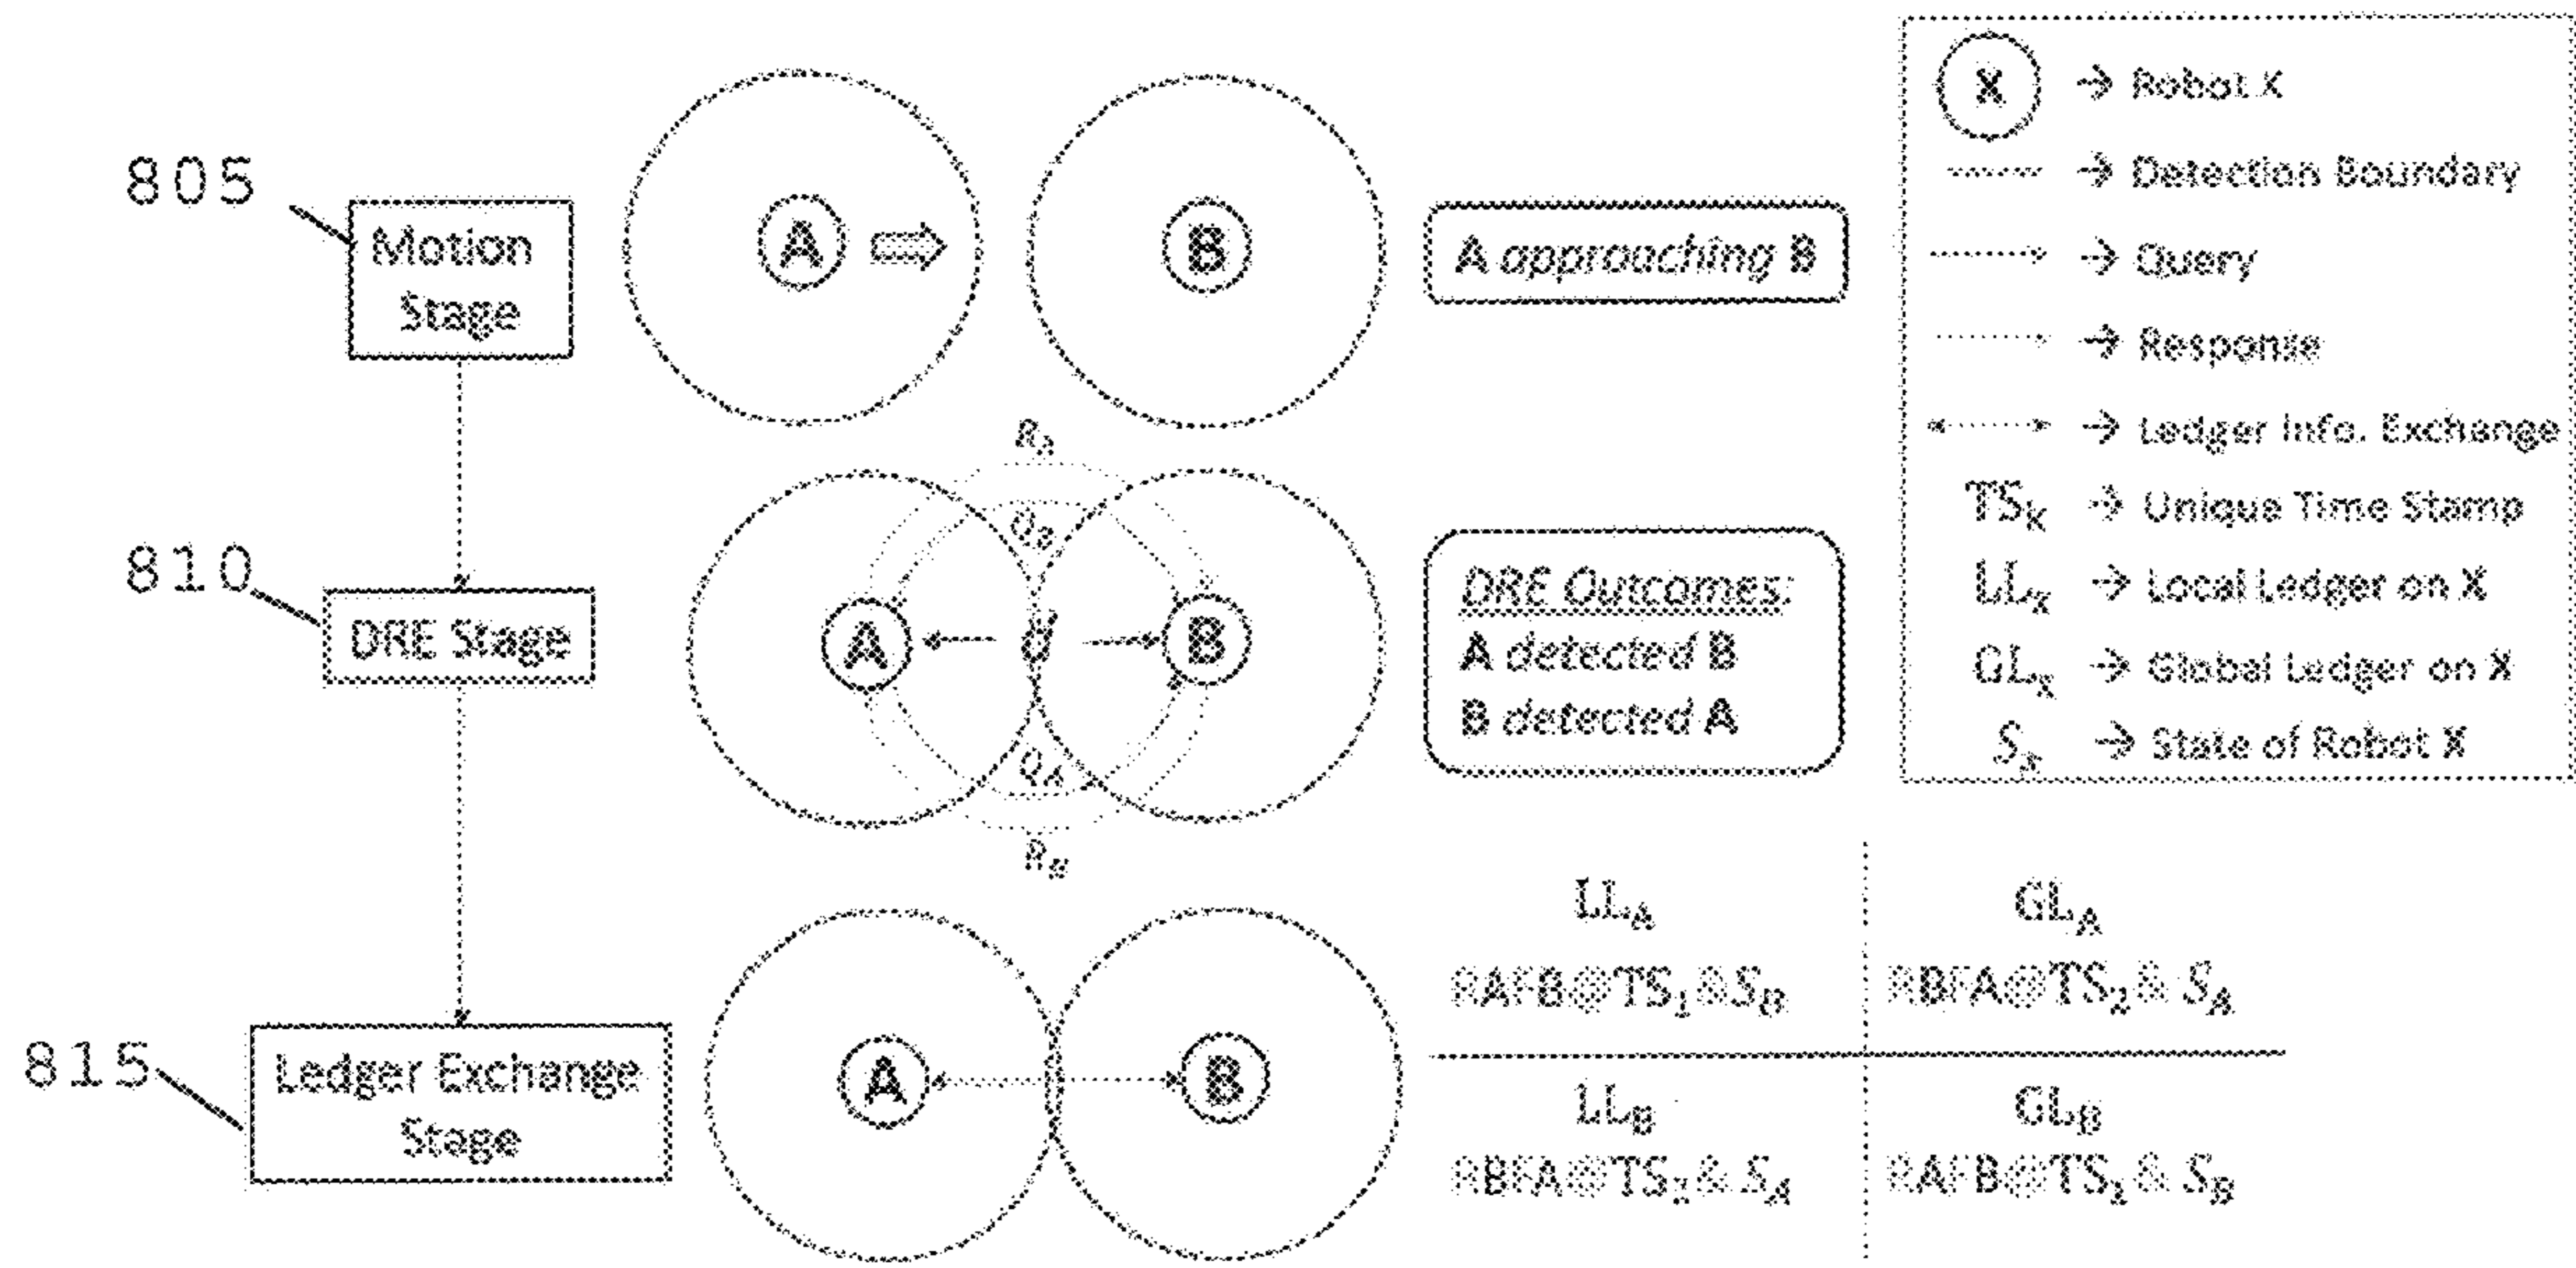 805
Motion
Stage
A
B
A approaching B
810
DRE Stage
R_A
Q_B
A
d
B
Q_A
R_B
DRE Outcomes:
A detected B
B detected A
815
Ledger Exchange
Stage
A
B
LL_A
GL_A
RAFB@TS_1&S_B
RBFA@TS_2& S_A
LL_B
GL_B
RBFA@TS_2& S_A
RAFB@TS_1& S_B
X → Robot X
→ Detection Boundary
→ Query
→ Response
→ Ledger Info. Exchange
TS_K → Unique Time Stamp
LL_X → Local Ledger on X
GL_X → Global Ledger on X
S_x → State of Robot X